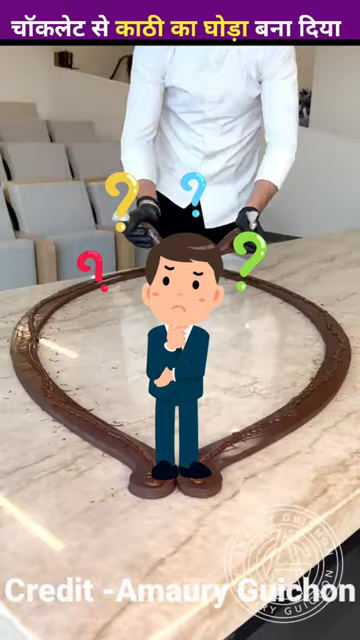 चॉकलेट से काठी का घोड़ा बना दिया
Credit -Amaury Guichon